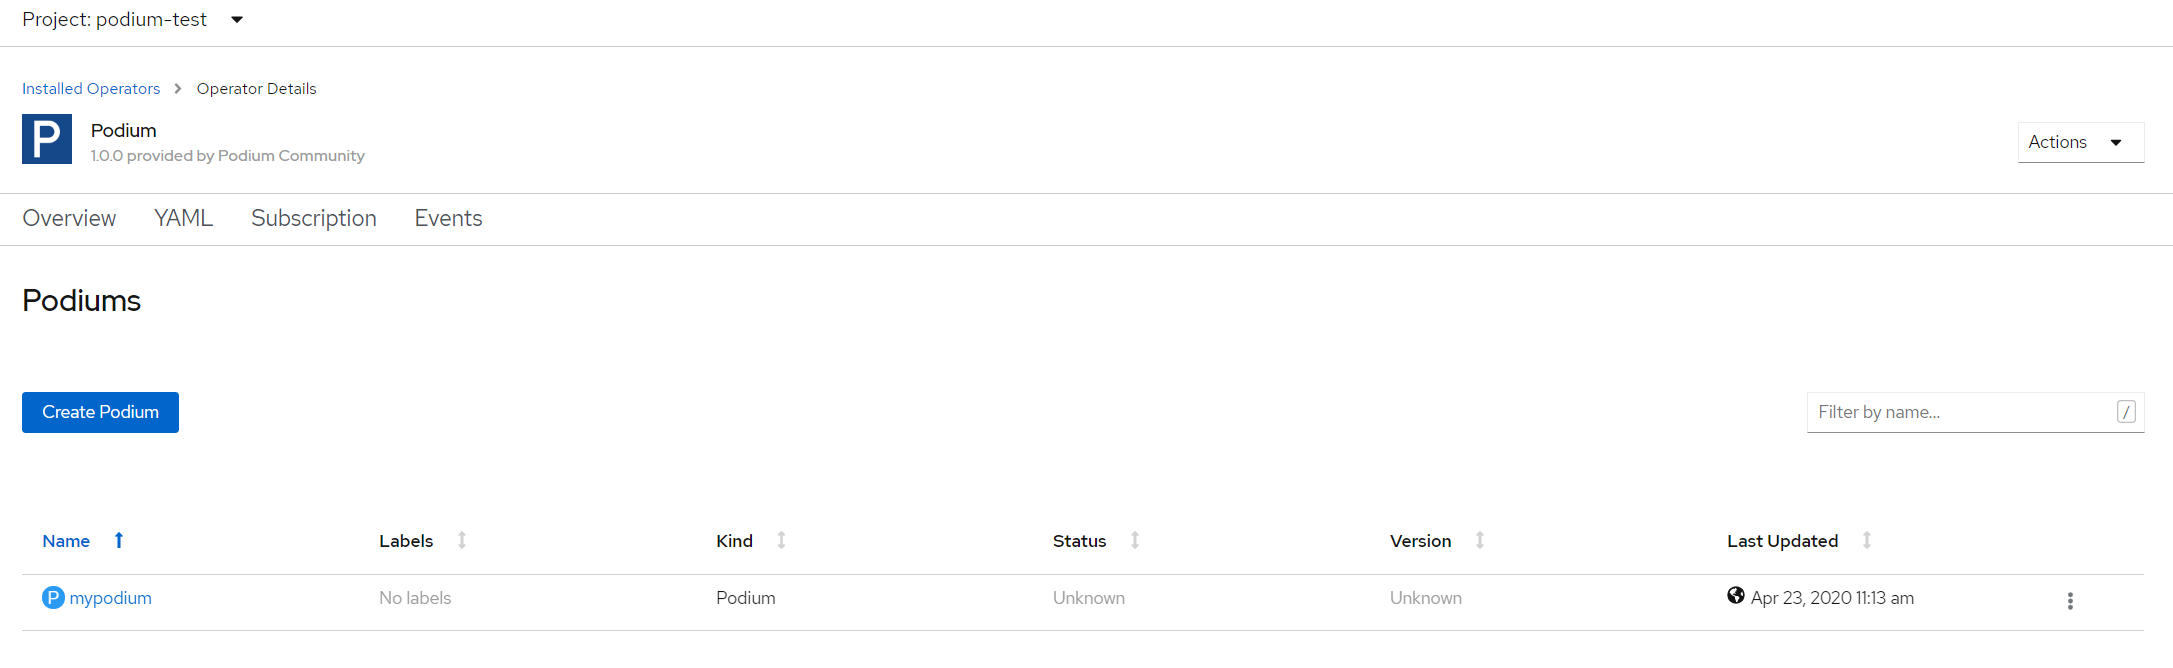 Project: podium-test
Installed Operators > Operator Details
P
Podium
1.0.0 provided by Podium Community
Actions
Overview YAML Subscription Events
Podiums
Create Podium
Filter by name... /
Name Labels Kind Status Version Last Updated
P mypodium No labels Podium Unknown Unknown Apr 23, 2020 11:13 am